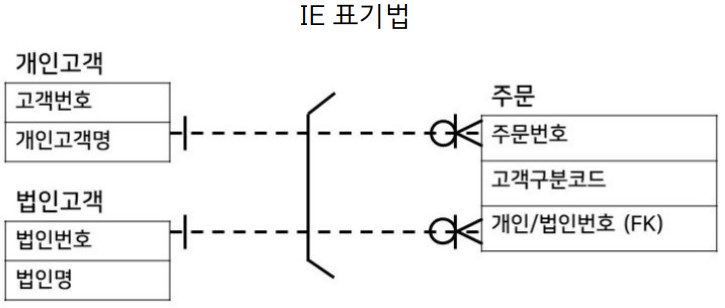 IE 표기법
개인고객
고객번호
개인고객명
법인고객
법인번호
법인명
주문
주문번호
고객구분코드
개인/법인번호 (FK)